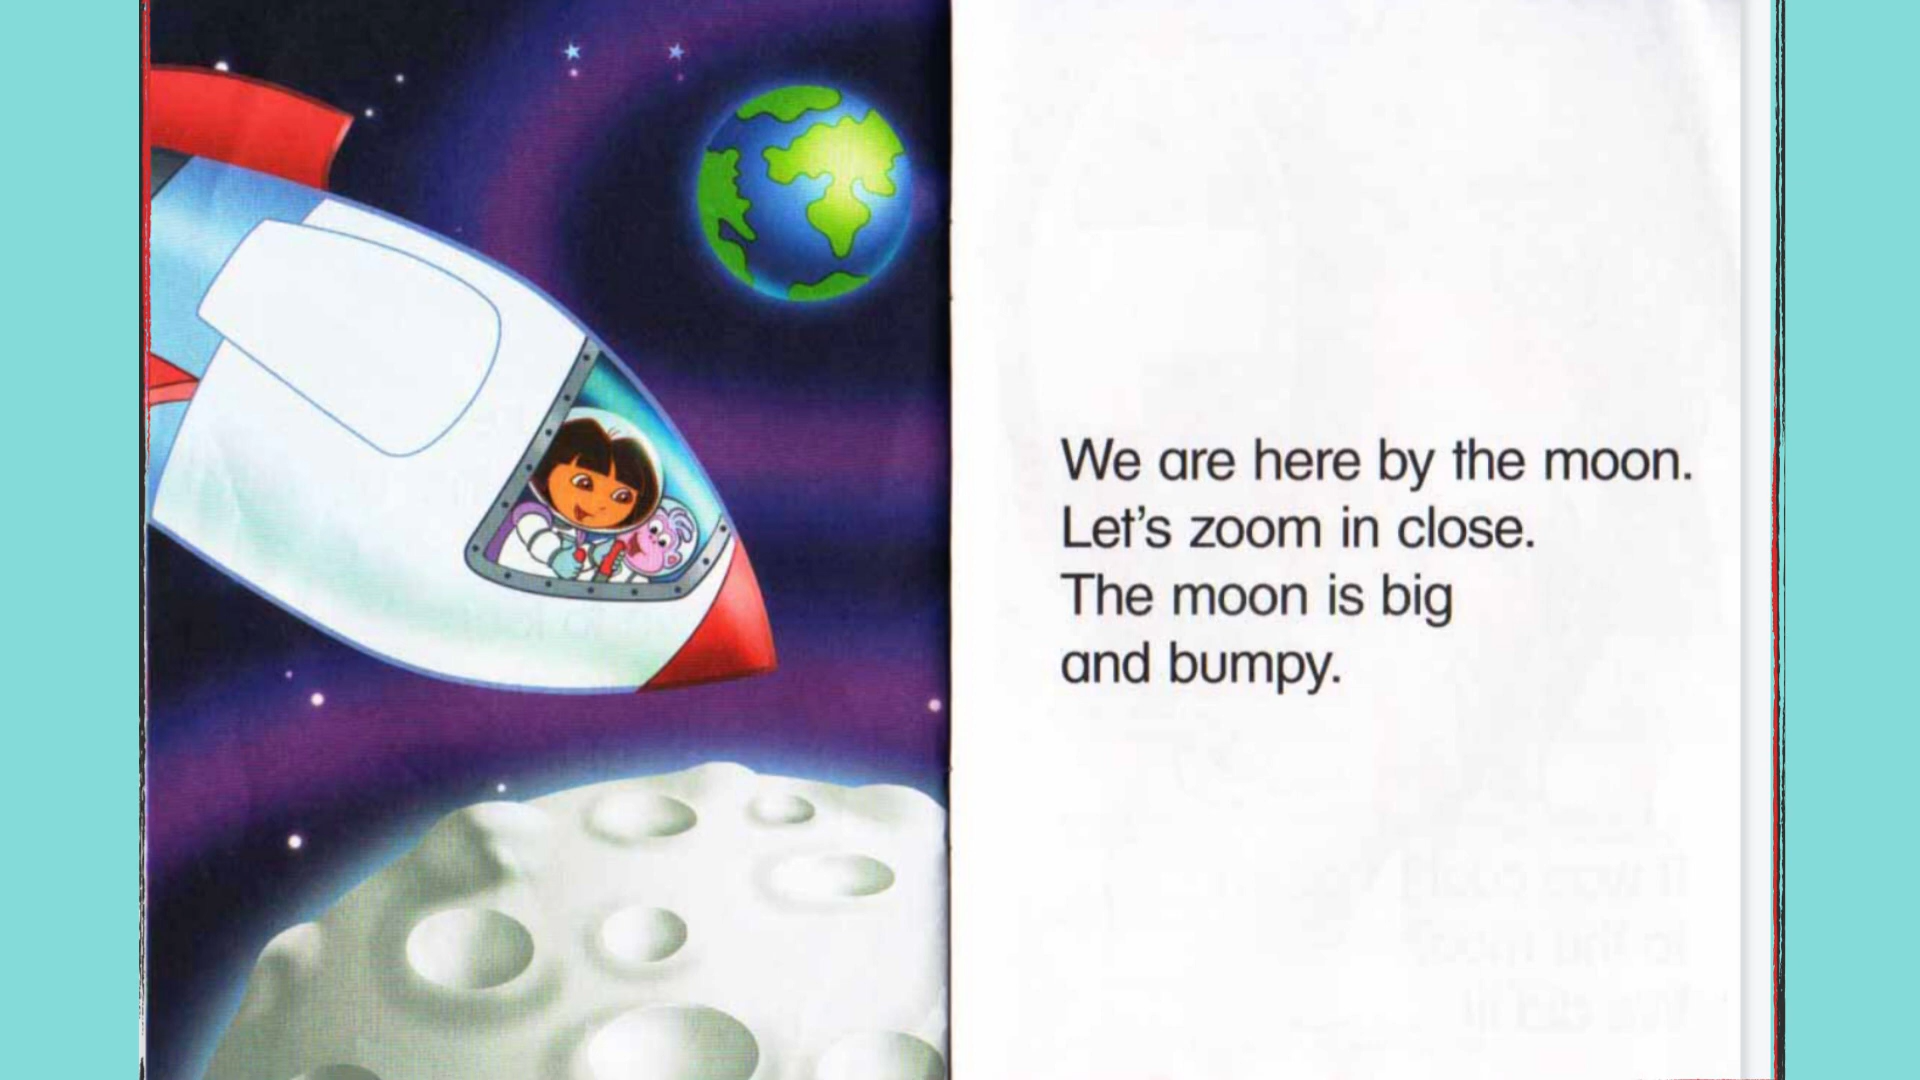 We are here by the moon.
Let's zoom in close.
The moon is big
and bumpy.